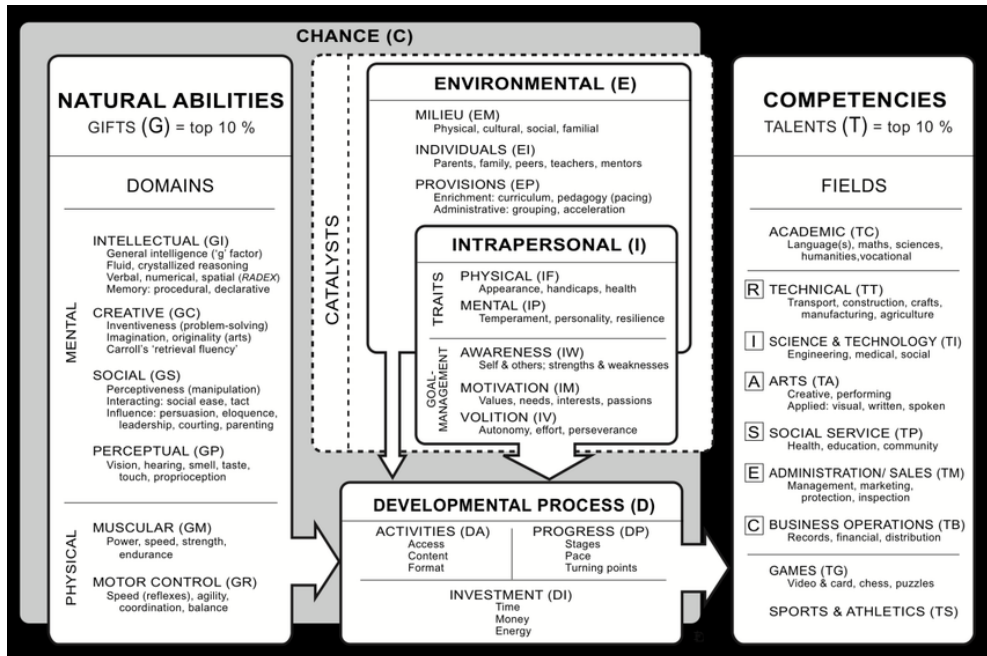 CHANCE (C)
NATURAL ABILITIES
GIFTS (G) = top 10 %
DOMAINS
MENTAL
INTELLECTUAL (GI)
General intelligence (‘g’ factor)
Fluid, crystallized reasoning
Verbal, numerical, spatial (RADEX)
Memory: procedural, declarative
CREATIVE (GC)
Inventiveness (problem-solving)
Imagination, originality (arts)
Carroll's ‘retrieval fluency’
SOCIAL (GS)
Perceptiveness (manipulation)
Interacting: social ease, tact
Influence: persuasion, eloquence,
leadership, courting, parenting
PERCEPTUAL (GP)
Vision, hearing, smell, taste,
touch, proprioception
PHYSICAL
MUSCULAR (GM)
Power, speed, strength,
endurance
MOTOR CONTROL (GR)
Speed (reflexes), agility,
coordination, balance
CATALYSTS
ENVIRONMENTAL (E)
MILIEU (EM)
Physical, cultural, social, familial
INDIVIDUALS (EI)
Parents, family, peers, teachers, mentors
PROVISIONS (EP)
Enrichment: curriculum, pedagogy (pacing)
Administrative: grouping, acceleration
INTRAPERSONAL (I)
TRAITS
PHYSICAL (IF)
Appearance, handicaps, health
MENTAL (IP)
Temperament, personality, resilience
GOAL-
MANAGEMENT
AWARENESS (IW)
Self & others; strengths & weaknesses
MOTIVATION (IM)
Values, needs, interests, passions
VOLITION (IV)
Autonomy, effort, perseverance
DEVELOPMENTAL PROCESS (D)
ACTIVITIES (DA)
Access
Content
Format
PROGRESS (DP)
Stages
Pace
Turning points
INVESTMENT (DI)
Time
Money
Energy
COMPETENCIES
TALENTS (T) = top 10 %
FIELDS
ACADEMIC (TC)
Language(s), maths, sciences,
humanities,vocational
R TECHNICAL (TT)
Transport, construction, crafts,
manufacturing, agriculture
I SCIENCE & TECHNOLOGY (TI)
Engineering, medical, social
A ARTS (TA)
Creative, performing
Applied: visual, written, spoken
S SOCIAL SERVICE (TP)
Health, education, community
E ADMINISTRATION/ SALES (TM)
Management, marketing,
protection, inspection
C BUSINESS OPERATIONS (TB)
Records, financial, distribution
GAMES (TG)
Video & card, chess, puzzles
SPORTS & ATHLETICS (TS)